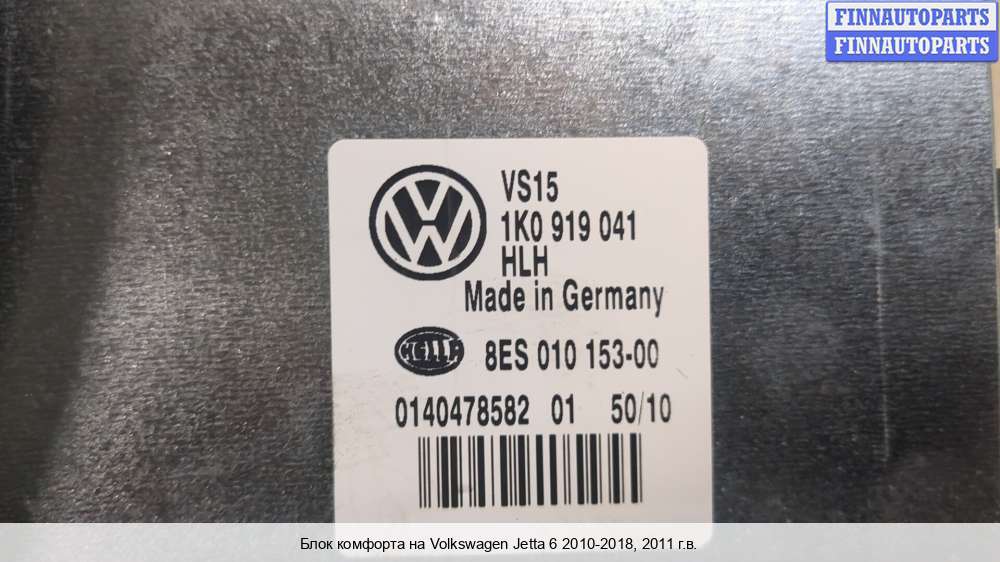 FINNAUTOPARTS
FINNAUTOPARTS
VS15
1K0 919 041
HLH
Made in Germany
HELLA 8ES 010 153-00
0140478582 01 50/10
Блок комфорта на Volkswagen Jetta 6 2010-2018, 2011 г.в.